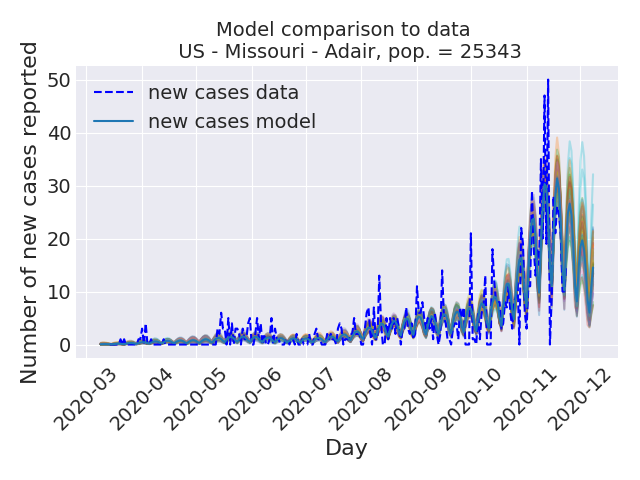 Model comparison to data
US - Missouri - Adair, pop. = 25343
Number of new cases reported
50
40
30
20
10
0
new cases data
new cases model
2020-03
2020-04
2020-05
2020-06
2020-07
2020-08
2020-09
2020-10
2020-11
2020-12
Day